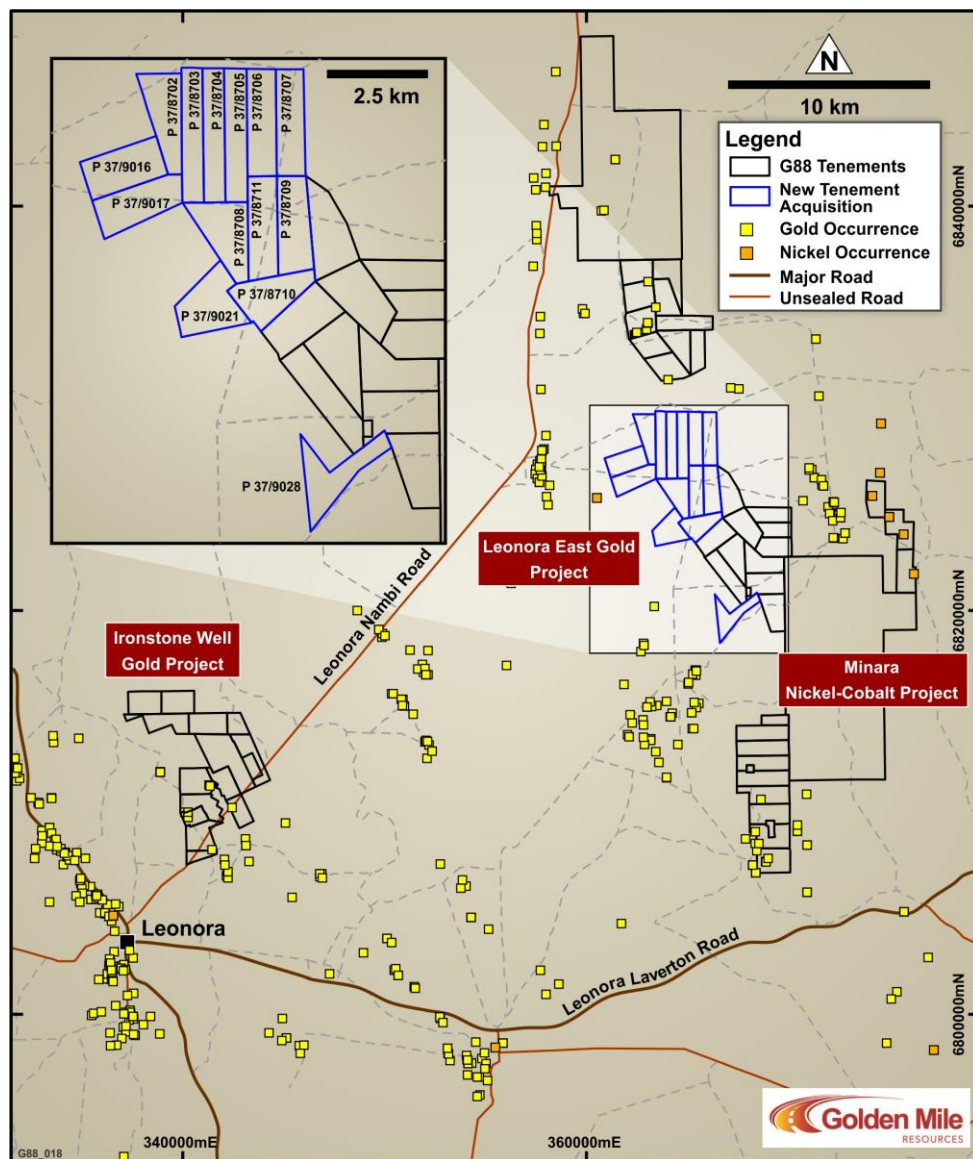 P 37/8702
P 37/8703
P 37/8704
P 37/8705
P 37/8706
P 37/8707
2.5 km
P 37/9016
P 37/9017
P 37/8708
P 37/8711
P 37/8709
P 37/8710
P 37/9021
P 37/9028
N
10 km
Legend
G88 Tenements
New Tenement
Acquisition
Gold Occurrence
Nickel Occurrence
Major Road
Unsealed Road
6840000mN
Leonora East Gold
Project
Leonora Nambi Road
6820000mN
Ironstone Well
Gold Project
Minara
Nickel-Cobalt Project
Leonora
Leonora Laverton Road
6800000mN
Golden Mile
RESOURCES
G88_018
340000mE
360000mE